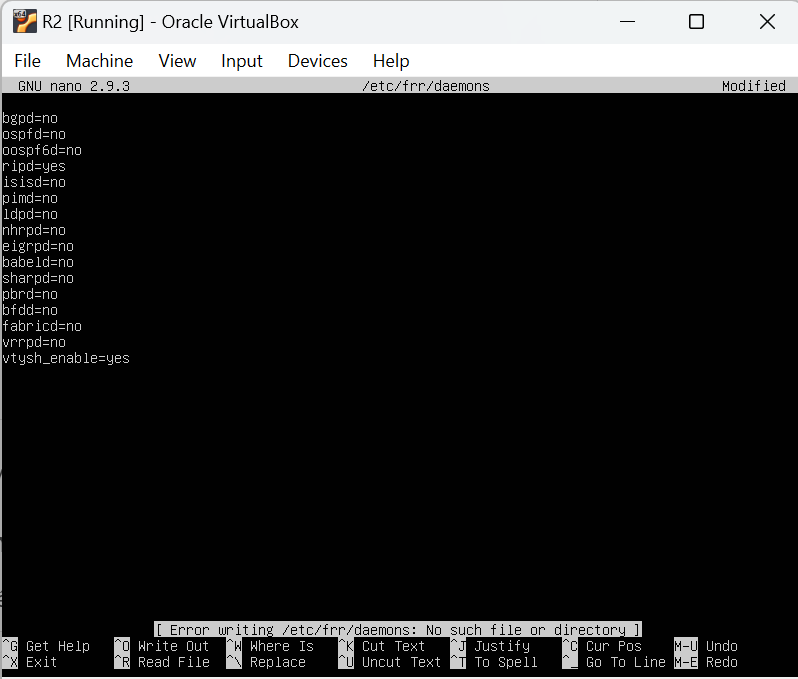 R2 [Running] - Oracle VirtualBox
File Machine View Input Devices Help
GNU nano 2.9.3 /etc/frr/daemons Modified
bgpd=no
ospfd=no
oospf6d=no
ripd=yes
isisd=no
pimd=no
ldpd=no
nhrpd=no
eigrpd=no
babeld=no
sharpd=no
pbrd=no
bfdd=no
fabricd=no
vrrpd=no
vtysh_enable=yes
[ Error writing /etc/frr/daemons: No such file or directory ]
^G Get Help ^O Write Out ^W Where Is ^K Cut Text ^J Justify ^C Cur Pos M-U Undo
^X Exit ^R Read File ^\ Replace ^U Uncut Text ^T To Spell ^_ Go To Line M-E Redo